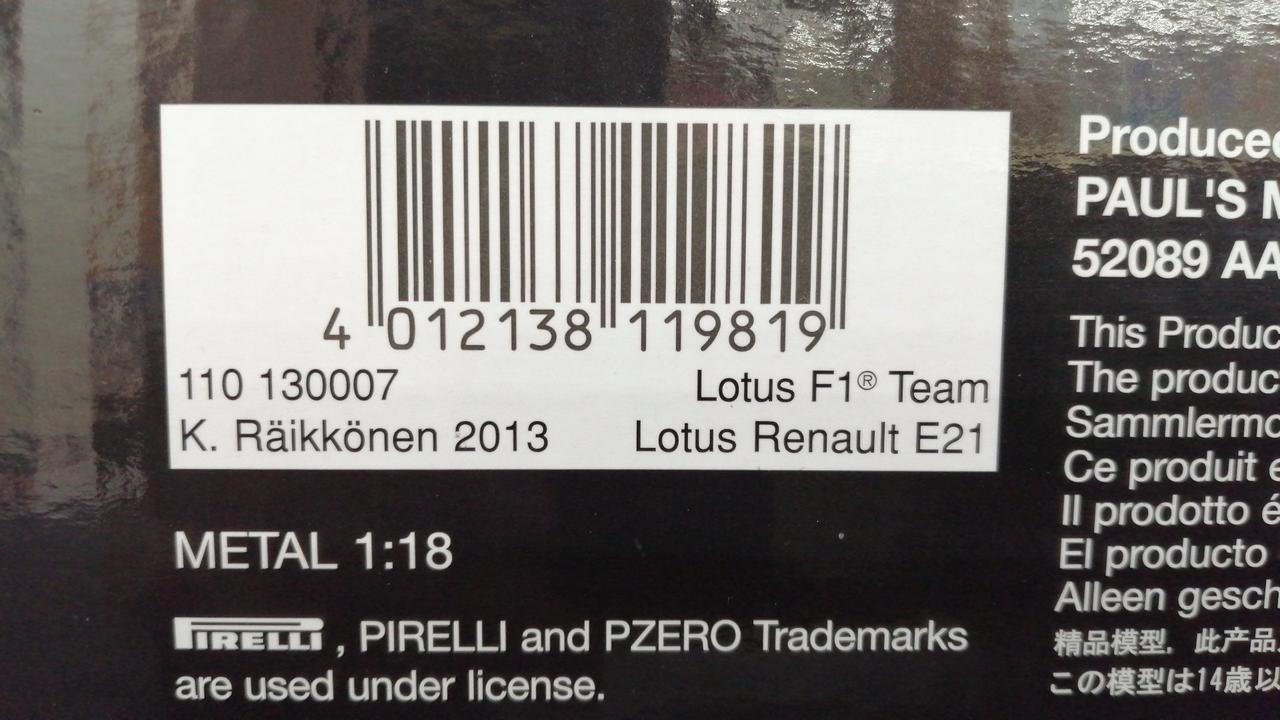 4 012138 119819
110 130007
Lotus F1® Team
K. Räikkönen 2013
Lotus Renault E21
METAL 1:18
PIRELLI, PIRELLI and PZERO Trademarks
are used under license.
Produced
PAUL'S
52089
This
The
Sammlermo
Ce produit
Il prodotto é
El producto
Alleen gesch
精品模型,此产品
この模型は14歳以